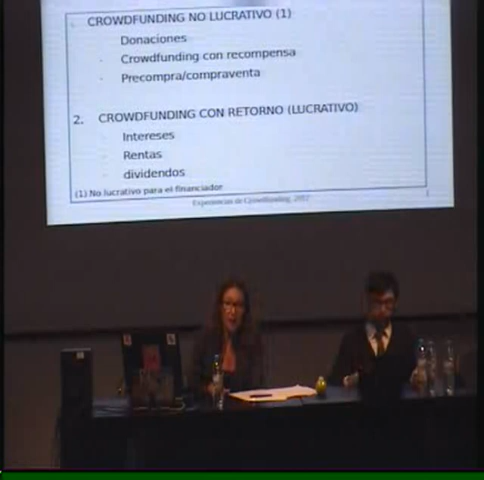 CROWDFUNDING NO LUCRATIVO (1)
Donaciones
Crowdfunding con recompensa
Precompra/compraventa
2. CROWDFUNDING CON RETORNO (LUCRATIVO)
Intereses
Rentas
dividendos
(1) No lucrativo para el financiador
Experiencias de Crowdfunding, 2012